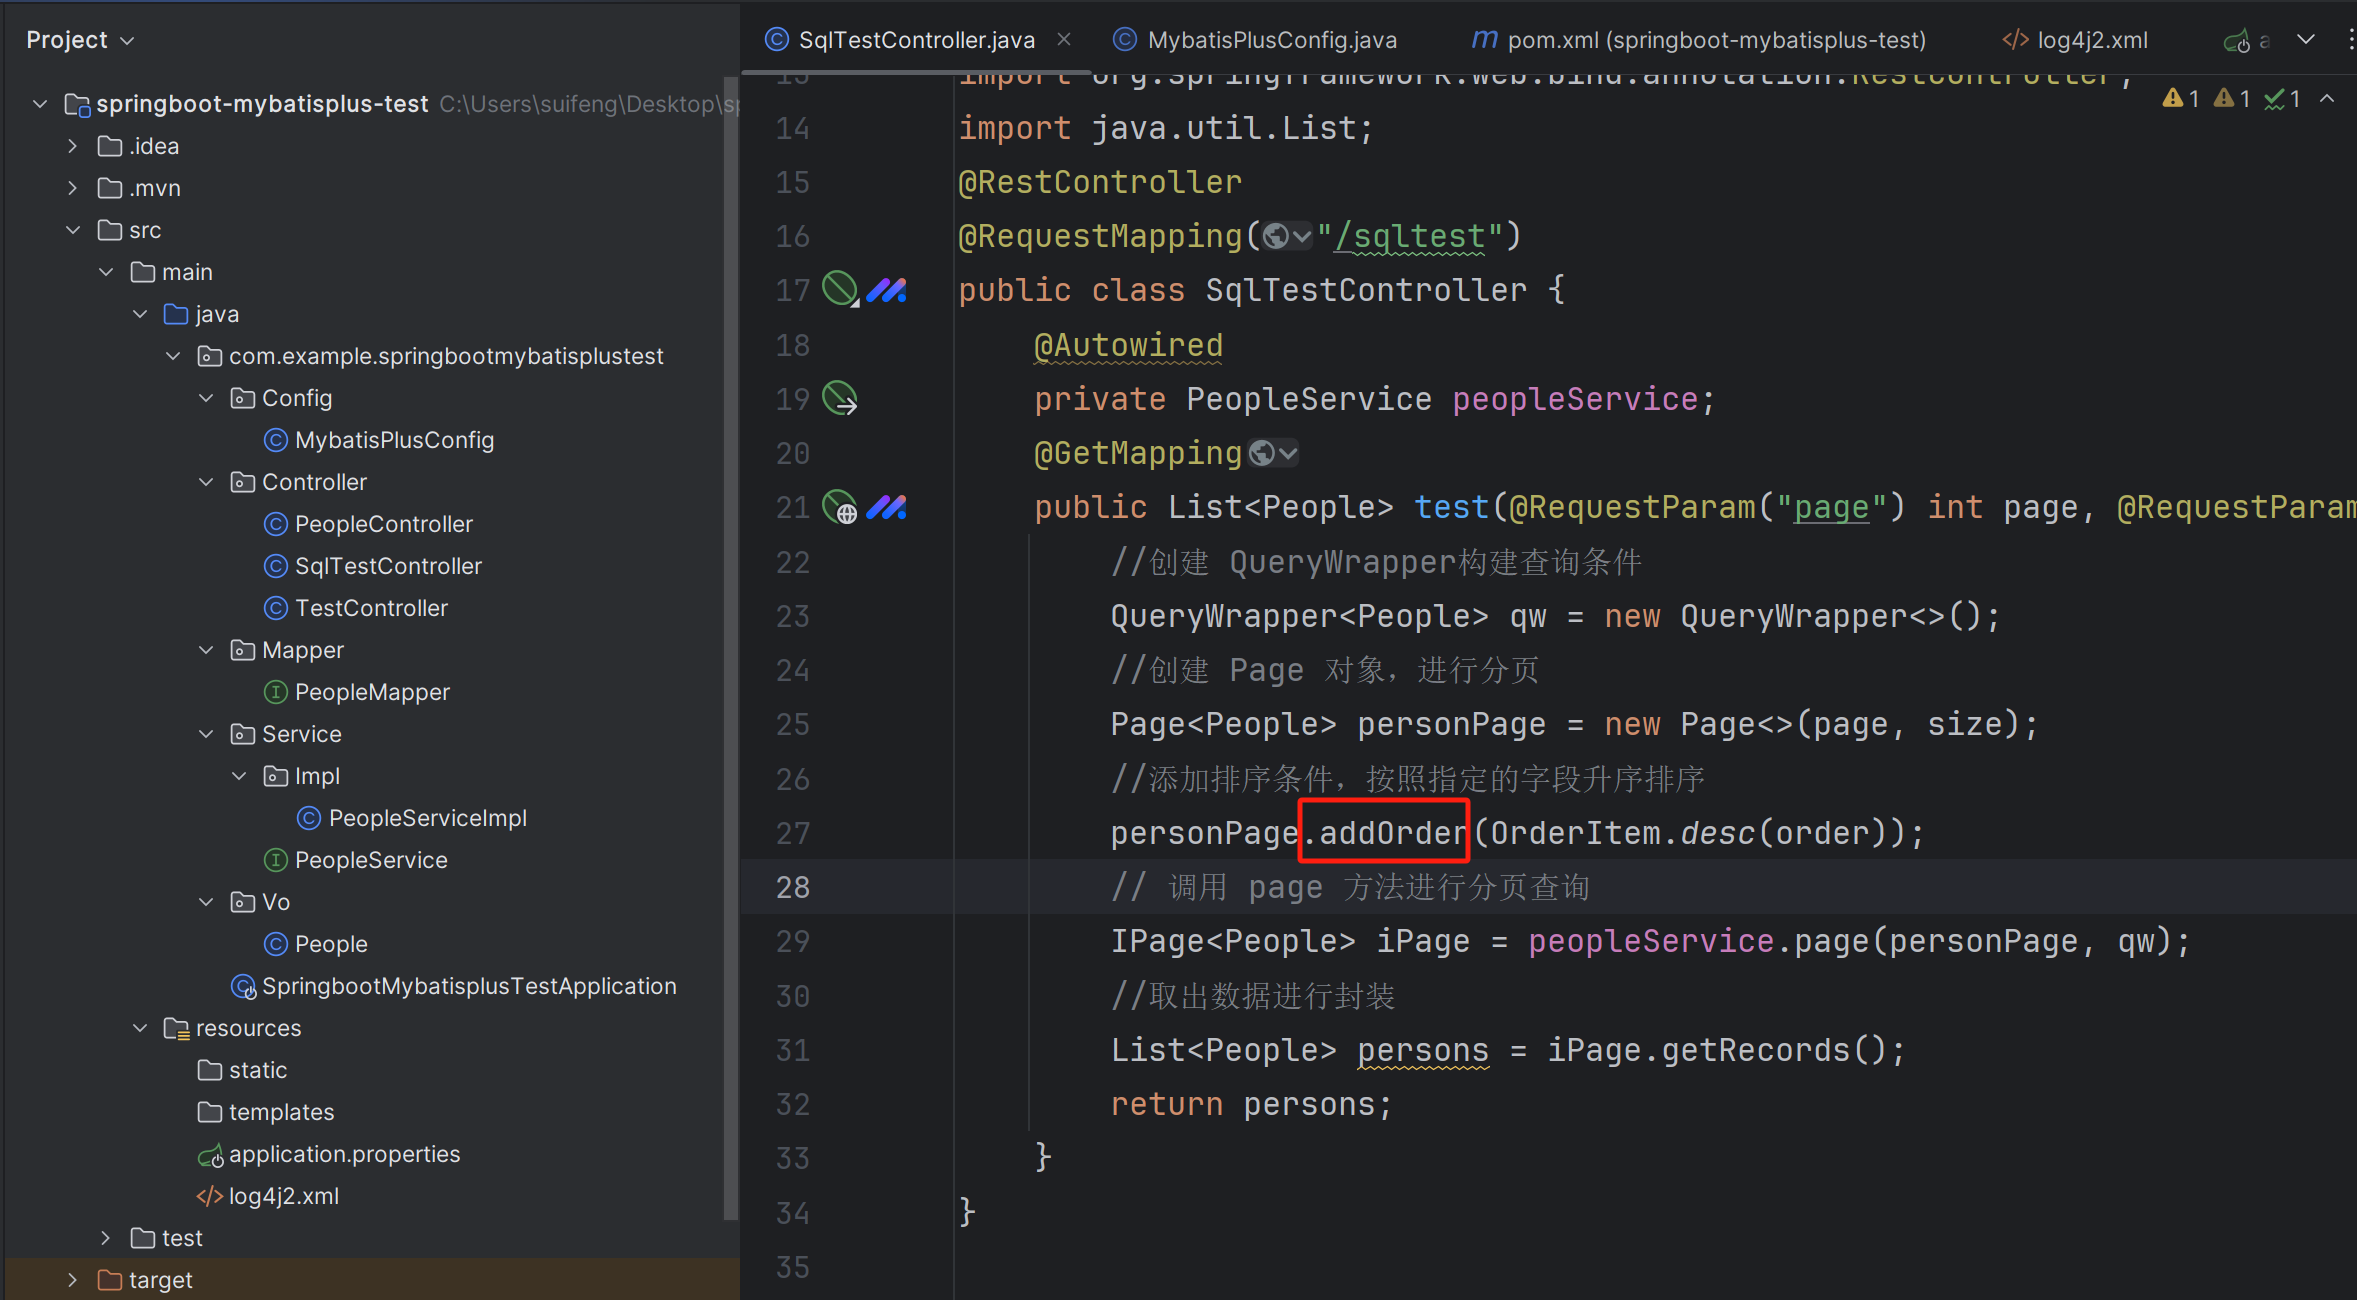 Project
springboot-mybatisplus-test C:\Users\suifeng\Desktop\sp
.idea
.mvn
src
main
java
com.example.springbootmybatisplustest
Config
MybatisPlusConfig
Controller
PeopleController
SqlTestController
TestController
Mapper
PeopleMapper
Service
Impl
PeopleServiceImpl
PeopleService
Vo
People
SpringbootMybatisplusTestApplication
resources
static
templates
application.properties
log4j2.xml
test
target
SqlTestController.java MybatisPlusConfig.java pom.xml (springboot-mybatisplus-test) log4j2.xml a
1 1 1
13 import org.springframework.web.bind.annotation.RestController;
14 import java.util.List;
15 @RestController
16 @RequestMapping("/sqltest")
17 public class SqlTestController {
18 @Autowired
19 private PeopleService peopleService;
20 @GetMapping
21 public List<People> test(@RequestParam("page") int page, @RequestParam
22 //创建 QueryWrapper构建查询条件
23 QueryWrapper<People> qw = new QueryWrapper<>();
24 //创建 Page 对象，进行分页
25 Page<People> personPage = new Page<>(page, size);
26 //添加排序条件，按照指定的字段升序排序
27 personPage.addOrder(OrderItem.desc(order));
28 // 调用 page 方法进行分页查询
29 IPage<People> iPage = peopleService.page(personPage, qw);
30 //取出数据进行封装
31 List<People> persons = iPage.getRecords();
32 return persons;
33 }
34 }
35